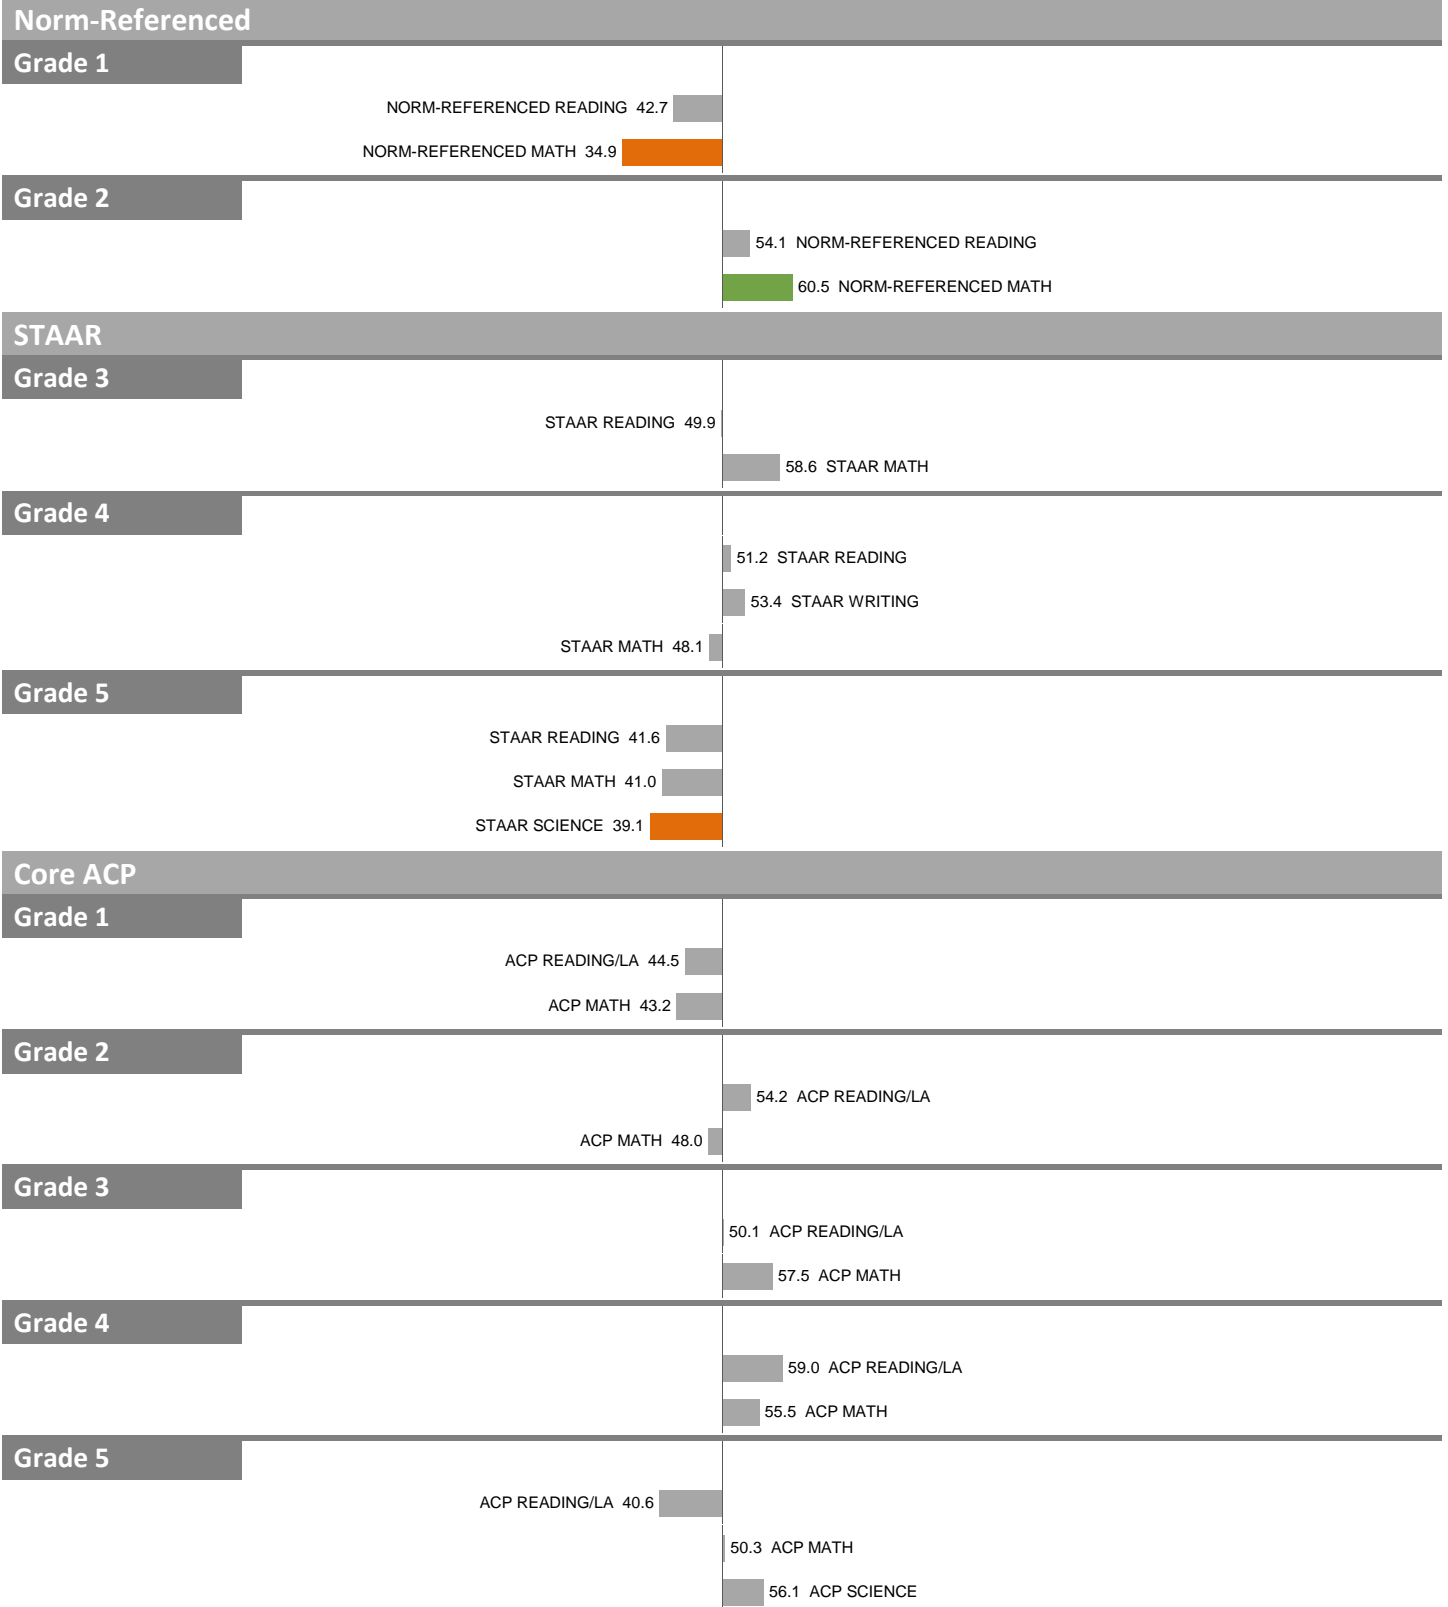 Norm-Referenced
Grade 1
NORM-REFERENCED READING 42.7
NORM-REFERENCED MATH 34.9
Grade 2
54.1 NORM-REFERENCED READING
60.5 NORM-REFERENCED MATH
STAAR
Grade 3
STAAR READING 49.9
58.6 STAAR MATH
Grade 4
51.2 STAAR READING
53.4 STAAR WRITING
STAAR MATH 48.1
Grade 5
STAAR READING 41.6
STAAR MATH 41.0
STAAR SCIENCE 39.1
Core ACP
Grade 1
ACP READING/LA 44.5
ACP MATH 43.2
Grade 2
54.2 ACP READING/LA
ACP MATH 48.0
Grade 3
50.1 ACP READING/LA
57.5 ACP MATH
Grade 4
59.0 ACP READING/LA
55.5 ACP MATH
Grade 5
ACP READING/LA 40.6
50.3 ACP MATH
56.1 ACP SCIENCE